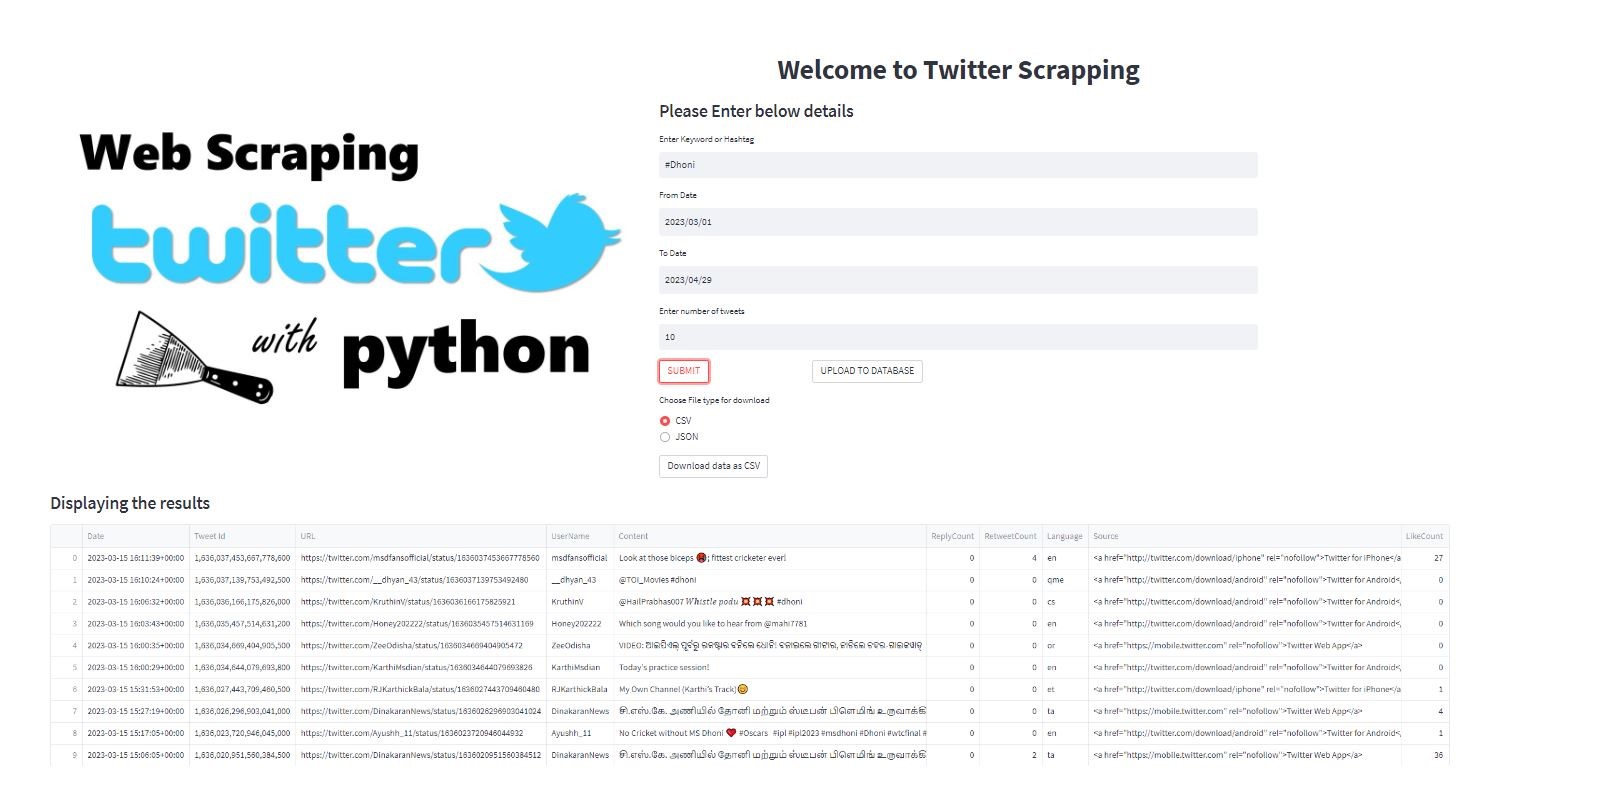 Welcome to Twitter Scrapping
Web Scraping
twitter
with python
Please Enter below details
Enter Keyword or Hashtag
#Dhoni
From Date
2023/03/01
To Date
2023/04/29
Enter number of tweets
10
SUBMIT UPLOAD TO DATABASE
Choose File type for download
CSV
JSON
Download data as CSV
Displaying the results
Date Tweet Id URL UserName Content ReplyCount RetweetCount Language Source LikeCount
0 2023-03-15 16:11:39+00:00 1,636,037,453,667,778,600 https://twitter.com/msdfansofficial/status/1636037453667778560 msdfansofficial Look at those biceps 🥵; fittest cricketer ever! 0 4 en <a href="http://twitter.com/download/iphone" rel="nofollow">Twitter for iPhone</a 27
1 2023-03-15 16:10:24+00:00 1,636,037,139,753,492,500 https://twitter.com/__dhyan_43/status/1636037139753492480 __dhyan_43 @TOI_Movies #dhoni 0 0 qme <a href="http://twitter.com/download/android" rel="nofollow">Twitter for Android<, 0
2 2023-03-15 16:06:32+00:00 1,636,036,166,175,826,000 https://twitter.com/KruthinV/status/1636036166175825921 KruthinV @HailPrabhas007 𝑾𝒉𝒊𝒔𝒕𝒍𝒆 𝒑𝒐𝒅𝒖 💥💥💥 #dhoni 0 0 cs <a href="http://twitter.com/download/android" rel="nofollow">Twitter for Android<, 0
3 2023-03-15 16:03:43+00:00 1,636,035,457,514,631,200 https://twitter.com/Honey202222/status/1636035457514631169 Honey202222 Which song would you like to hear from @mahi7781 0 0 en <a href="http://twitter.com/download/android" rel="nofollow">Twitter for Android<, 0
4 2023-03-15 16:00:35+00:00 1,636,034,669,404,905,500 https://twitter.com/ZeeOdisha/status/1636034669404905472 ZeeOdisha VIDEO: 0 0 or <a href="https://mobile.twitter.com" rel="nofollow">Twitter Web App</a> 0
5 2023-03-15 16:00:29+00:00 1,636,034,644,079,693,800 https://twitter.com/KarthiMsdian/status/1636034644079693826 KarthiMsdian Today's practice session! 0 0 en <a href="http://twitter.com/download/android" rel="nofollow">Twitter for Android<, 0
6 2023-03-15 15:31:53+00:00 1,636,027,443,709,460,500 https://twitter.com/RJKarthickBala/status/1636027443709460480 RJKarthickBala My Own Channel (Karthi's Track)😊 0 0 et <a href="http://twitter.com/download/iphone" rel="nofollow">Twitter for iPhone</a 1
7 2023-03-15 15:27:19+00:00 1,636,026,296,903,041,000 https://twitter.com/DinakaranNews/status/1636026296903041024 DinakaranNews சி.எஸ்.கே. அணியில் தோனி மற்றும் ஸ்டீபன் பிளெமிங் உருவாக்கி 0 0 ta <a href="https://mobile.twitter.com" rel="nofollow">Twitter Web App</a> 4
8 2023-03-15 15:17:05+00:00 1,636,023,720,946,045,000 https://twitter.com/Ayushh_11/status/1636023720946044932 Ayushh_11 No Cricket without MS Dhoni ❤️ #Oscars #ipl #ipl2023 #msdhoni #Dhoni #wtcfinal # 0 0 en <a href="http://twitter.com/download/android" rel="nofollow">Twitter for Android<, 1
9 2023-03-15 15:06:05+00:00 1,636,020,951,560,384,500 https://twitter.com/DinakaranNews/status/1636020951560384512 DinakaranNews சி.எஸ்.கே. அணியில் தோனி மற்றும் ஸ்டீபன் பிளெமிங் உருவாக்கி 0 2 ta <a href="https://mobile.twitter.com" rel="nofollow">Twitter Web App</a> 36